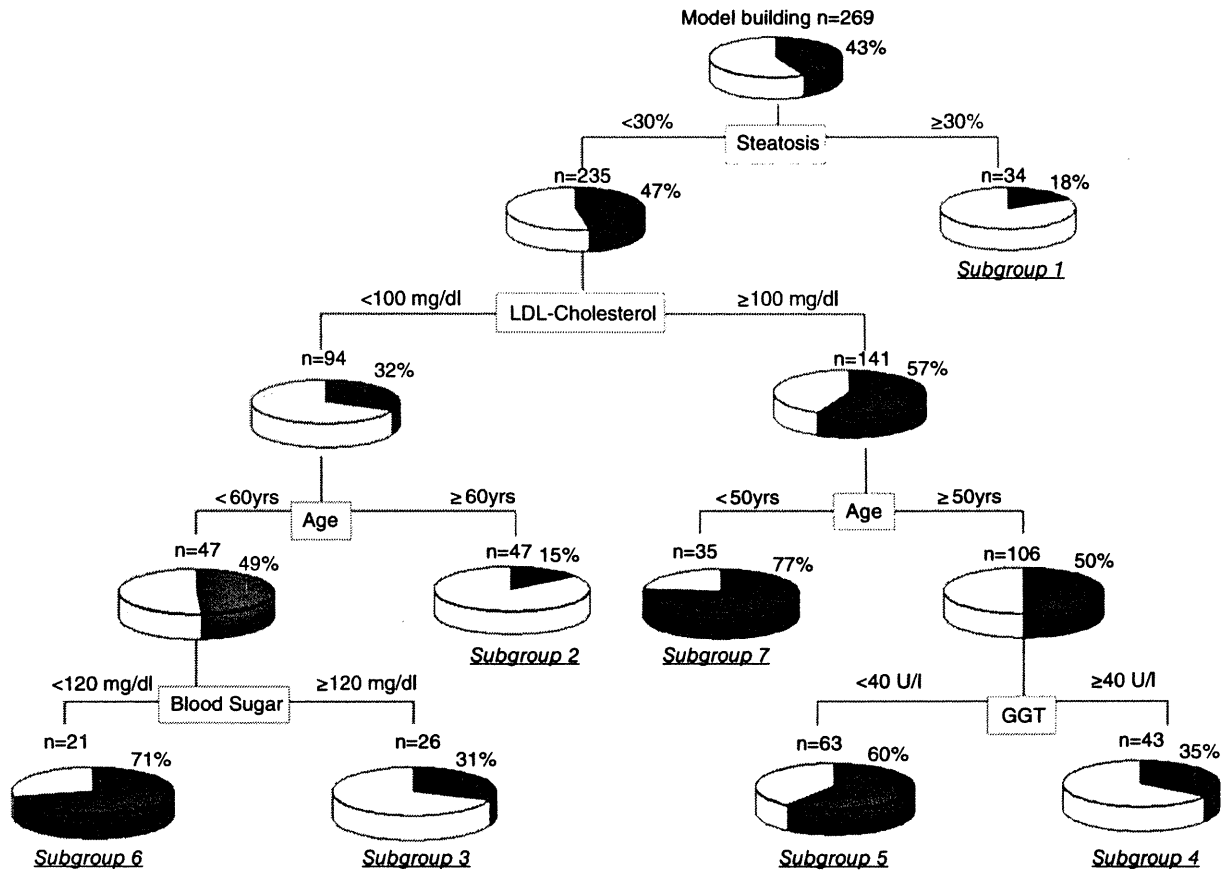 Model building n=269
43%
<30%
Steatosis
≥30%
n=235
47%
n=34
18%
Subgroup 1
<100 mg/dl
LDL-Cholesterol
≥100 mg/dl
n=94
32%
n=141
57%
<60yrs
Age
≥60yrs
<50yrs
Age
≥50yrs
n=47
49%
n=47
15%
Subgroup 2
n=35
77%
Subgroup 7
n=106
50%
<120 mg/dl
Blood Sugar
≥120 mg/dl
<40 U/l
GGT
≥40 U/l
n=21
71%
Subgroup 6
n=26
31%
Subgroup 3
n=63
60%
Subgroup 5
n=43
35%
Subgroup 4